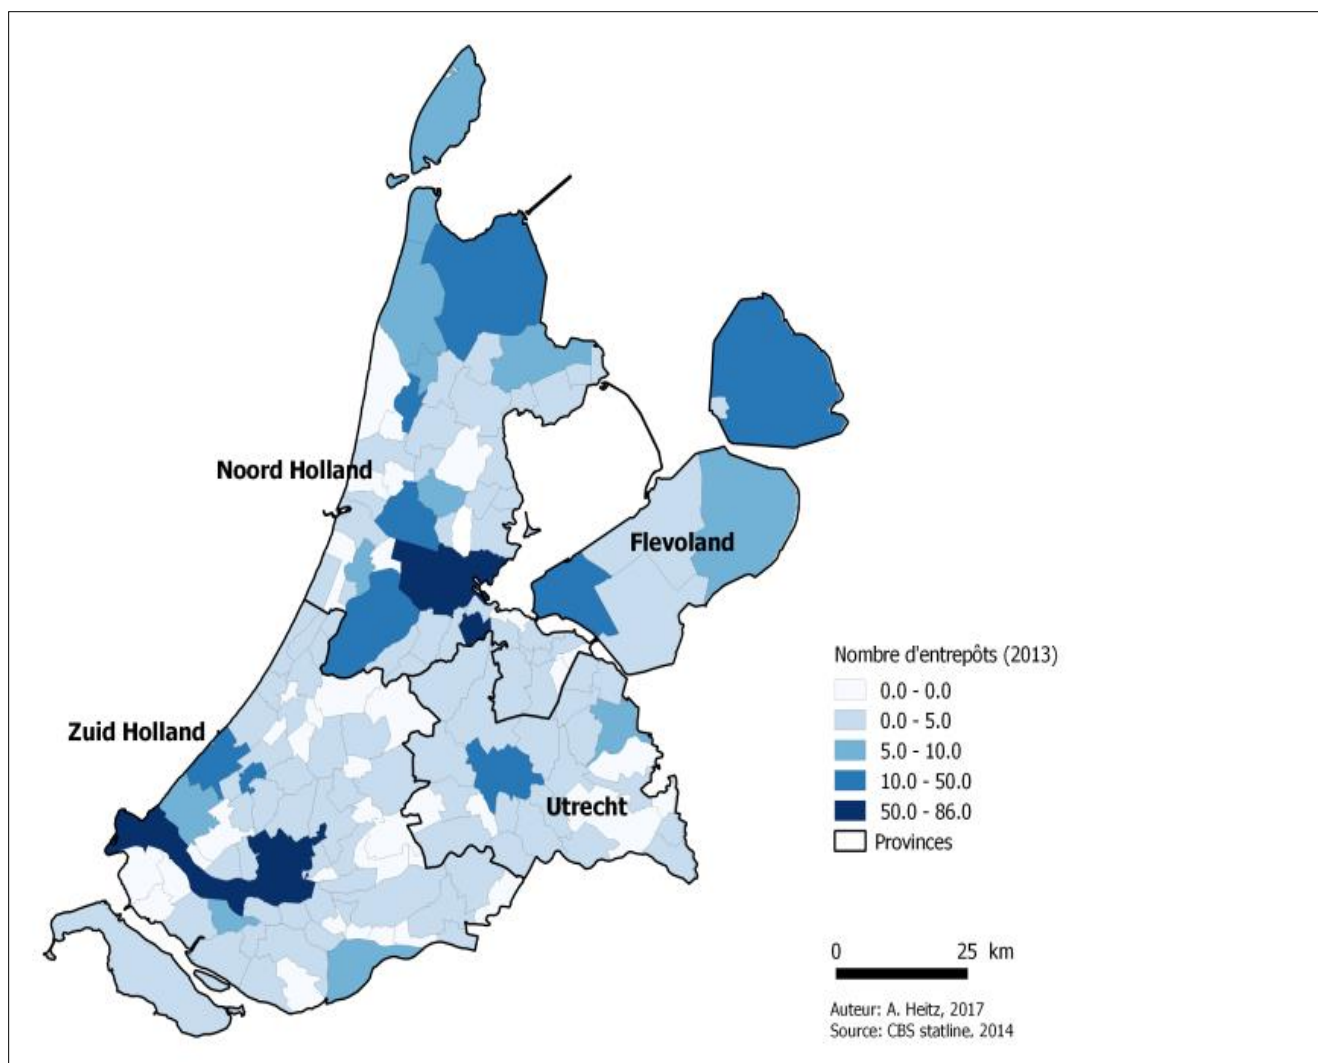 Noord Holland
Flevoland
Zuid Holland
Utrecht
Nombre d'entrepôts (2013)
0.0 - 0.0
0.0 - 5.0
5.0 - 10.0
10.0 - 50.0
50.0 - 86.0
Provinces
0 25 km
Auteur: A. Heitz, 2017
Source: CBS statline, 2014